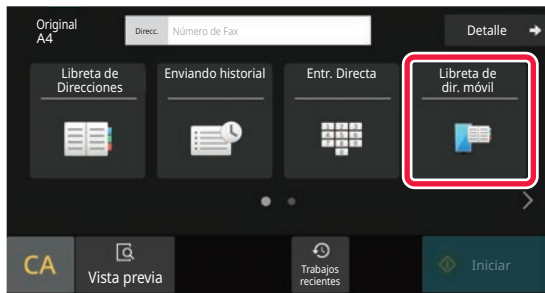 Original
A4
Direcc.
Número de Fax
Detalle
Libreta de
Direcciones
Enviando historial
Entr. Directa
Libreta de
dir. móvil
CA
Vista previa
Trabajos
recientes
Iniciar